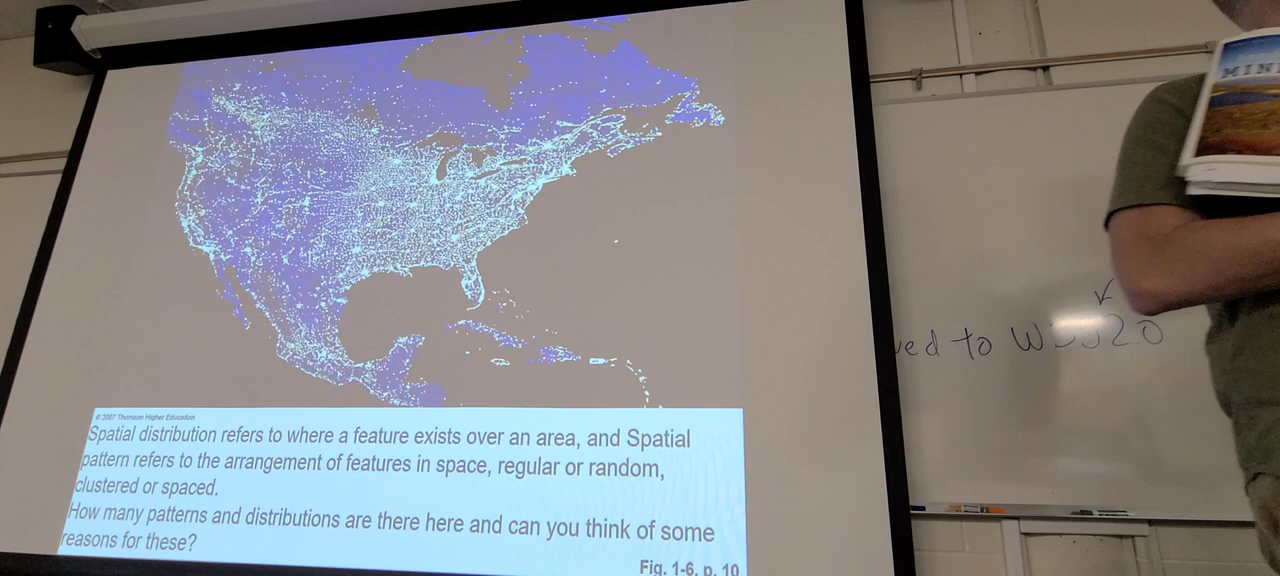 © 2007 Thomson Higher Education
Spatial distribution refers to where a feature exists over an area, and Spatial
pattern refers to the arrangement of features in space, regular or random,
clustered or spaced.
How many patterns and distributions are there here and can you think of some
reasons for these?
Fig. 1-6, p. 10
to
MIN